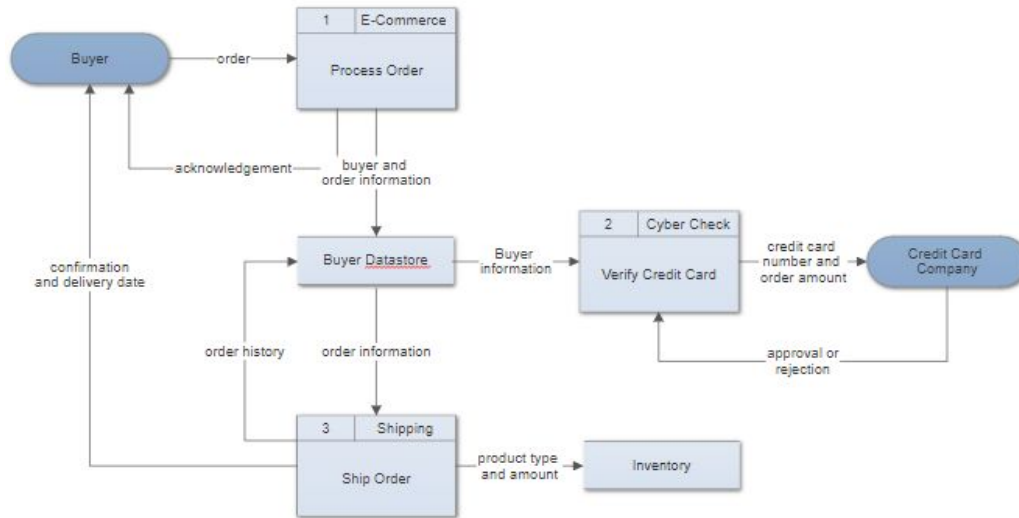 1 E-Commerce
Buyer
order
Process Order
acknowledgement
buyer and
order information
2 Cyber Check
Buyer Datastore
Buyer
information
Verify Credit Card
credit card
number and
order amount
Credit Card
Company
confirmation
and delivery date
order history
order information
approval or
rejection
3 Shipping
Ship Order
product type
and amount
Inventory